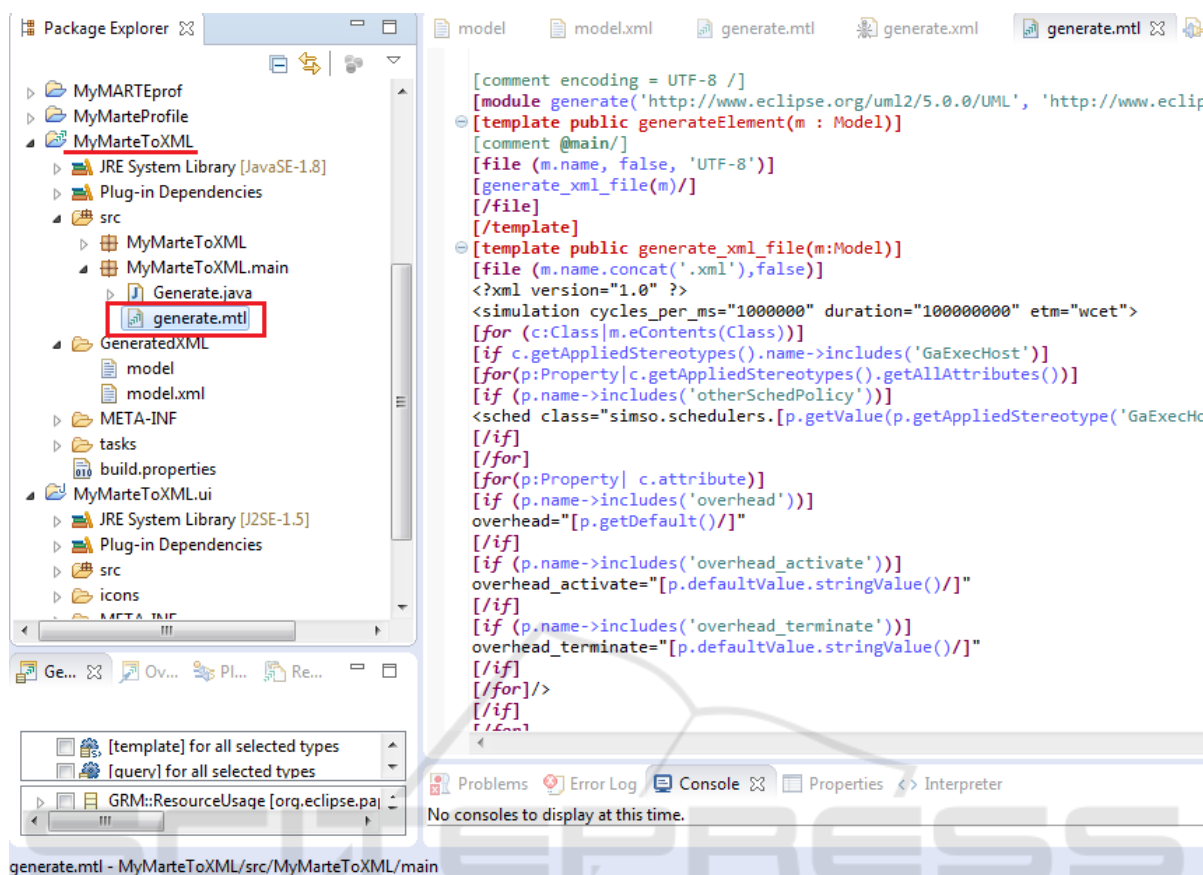 Package Explorer
MyMARTEprof
MyMarteProfile
MyMarteToXML
JRE System Library [JavaSE-1.8]
Plug-in Dependencies
src
MyMarteToXML
MyMarteToXML.main
Generate.java
generate.mtl
GeneratedXML
model
model.xml
META-INF
tasks
build.properties
MyMarteToXML.ui
JRE System Library [J2SE-1.5]
Plug-in Dependencies
src
icons
META-INF
Ge... Ov... Pl... Re...
[template] for all selected types
[query] for all selected types
GRM::ResourceUsage [org.eclipse.pa
model model.xml generate.mtl generate.xml generate.mtl
[comment encoding = UTF-8 /]
[module generate('http://www.eclipse.org/uml2/5.0.0/UML', 'http://www.eclip
[template public generateElement(m : Model)]
[comment @main/]
[file (m.name, false, 'UTF-8')]
[generate_xml_file(m)/]
[/file]
[/template]
[template public generate_xml_file(m:Model)]
[file (m.name.concat('.xml'),false)]
<?xml version="1.0" ?>
<simulation cycles_per_ms="1000000" duration="100000000" etm="wcet">
[for (c:Class|m.eContents(Class))]
[if c.getAppliedStereotypes().name->includes('GaExecHost')]
[for(p:Property|c.getAppliedStereotypes().getAllAttributes())]
[if (p.name->includes('otherSchedPolicy'))]
<sched class="simso.schedulers.[p.getValue(p.getAppliedStereotype('GaExecHo
[/if]
[/for]
[for(p:Property| c.attribute)]
[if (p.name->includes('overhead'))]
overhead="[p.getDefault()/]"
[/if]
[if (p.name->includes('overhead_activate'))]
overhead_activate="[p.defaultValue.stringValue()/]"
[/if]
[if (p.name->includes('overhead_terminate'))]
overhead_terminate="[p.defaultValue.stringValue()/]"
[/if]
[/for]/>
[/if]
[/for]
Problems Error Log Console Properties Interpreter
No consoles to display at this time.
SCITEPRESS
generate.mtl - MyMarteToXML/src/MyMarteToXML/main